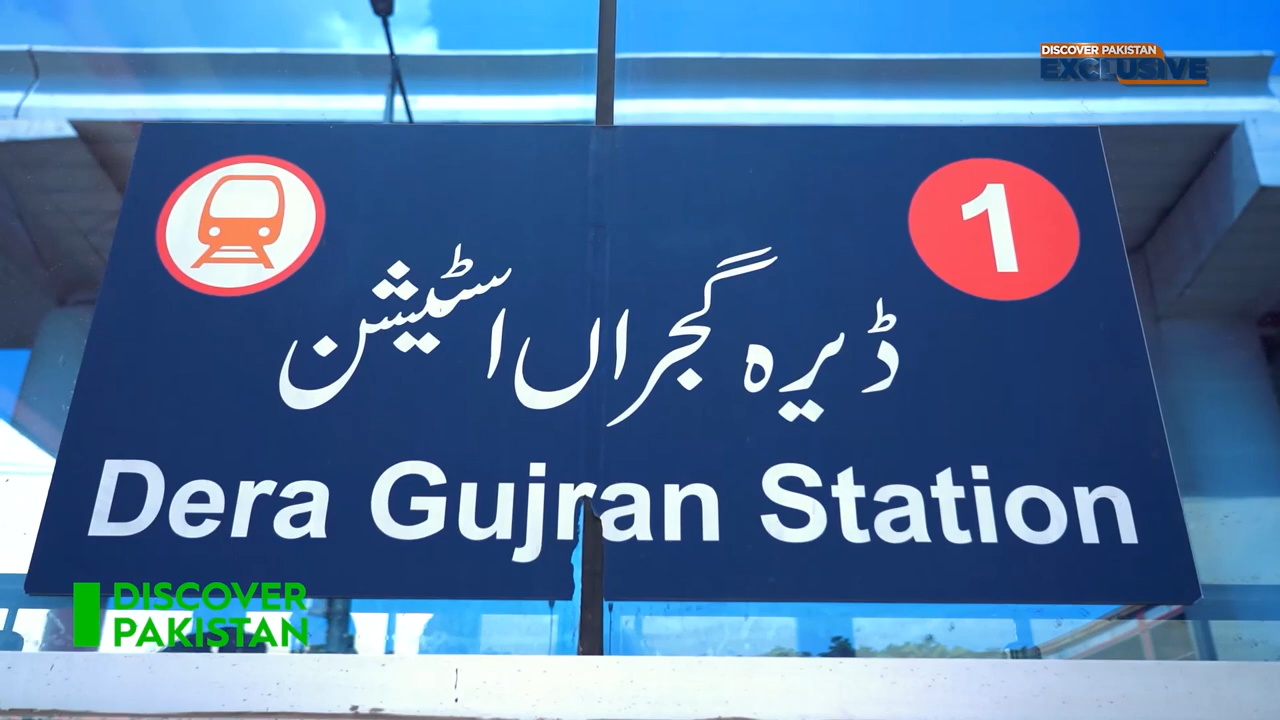 DISCOVER PAKISTAN
EXCLUSIVE
1
ڈیرہ گجراں اسٹیشن
Dera Gujran Station
DISCOVER
PAKISTAN